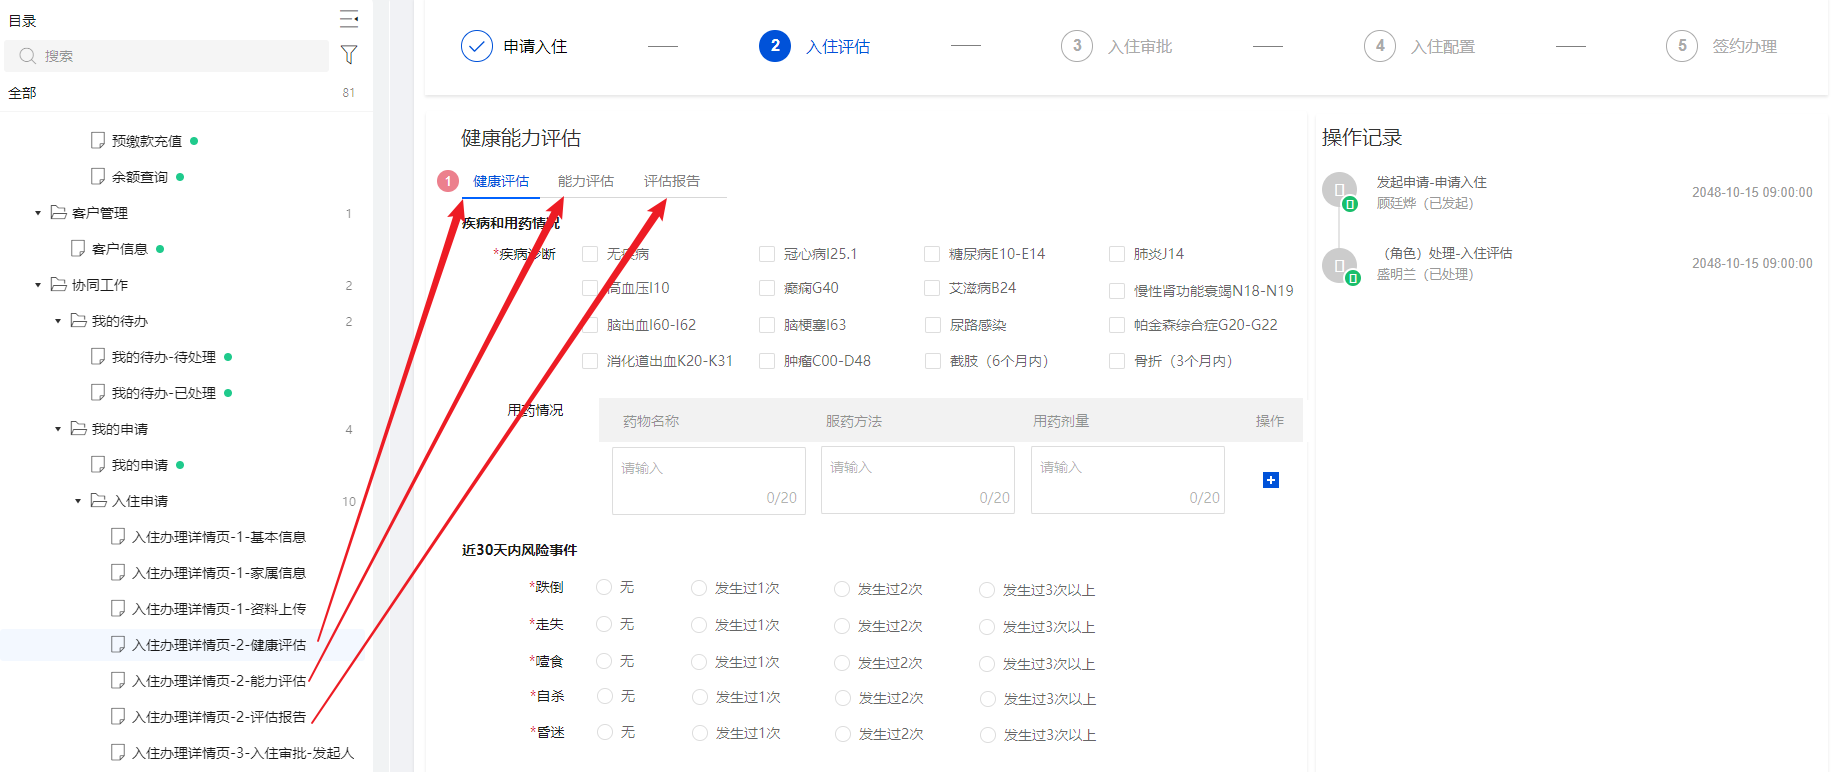 目录
搜索
全部 81
预缴款充值
余额查询
客户管理 1
客户信息
协同工作 2
我的待办 2
我的待办-待处理
我的待办-已处理
我的申请 4
我的申请
入住申请 10
入住办理详情页-1-基本信息
入住办理详情页-1-家属信息
入住办理详情页-1-资料上传
入住办理详情页-2-健康评估
入住办理详情页-2-能力评估
入住办理详情页-2-评估报告
入住办理详情页-3-入住审批-发起人
申请入住
2 入住评估
3 入住审批
4 入住配置
5 签约办理
健康能力评估
1 健康评估 能力评估 评估报告
疾病和用药情况
*疾病诊断 无疾病 冠心病I25.1 糖尿病E10-E14 肺炎J14
高血压I10 癫痫G40 艾滋病B24 慢性肾功能衰竭N18-N19
脑出血I60-I62 脑梗塞I63 尿路感染 帕金森综合症G20-G22
消化道出血K20-K31 肿瘤C00-D48 截肢（6个月内） 骨折（3个月内）
用药情况 药物名称 服药方法 用药剂量 操作
请输入 请输入 请输入
0/20 0/20 0/20
近30天内风险事件
*跌倒 无 发生过1次 发生过2次 发生过3次以上
*走失 无 发生过1次 发生过2次 发生过3次以上
*噎食 无 发生过1次 发生过2次 发生过3次以上
*自杀 无 发生过1次 发生过2次 发生过3次以上
*昏迷 无 发生过1次 发生过2次 发生过3次以上
操作记录
发起申请-申请入住 2048-10-15 09:00:00
顾廷烨（已发起）
（角色）处理-入住评估 2048-10-15 09:00:00
盛明兰（已处理）